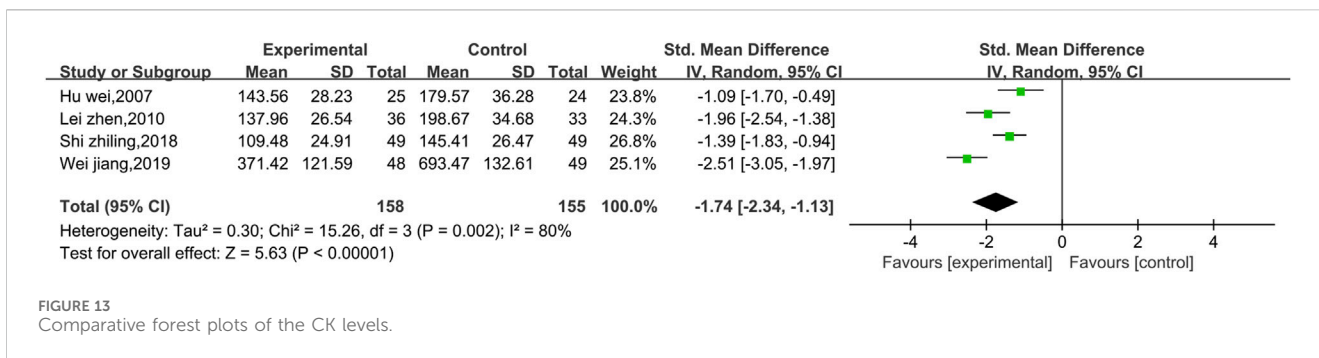 Experimental Control Std. Mean Difference Std. Mean Difference
Study or Subgroup Mean SD Total Mean SD Total Weight IV, Random, 95% CI IV, Random, 95% CI
Hu wei,2007 143.56 28.23 25 179.57 36.28 24 23.8% -1.09 [-1.70, -0.49]
Lei zhen,2010 137.96 26.54 36 198.67 34.68 33 24.3% -1.96 [-2.54, -1.38]
Shi zhiling,2018 109.48 24.91 49 145.41 26.47 49 26.8% -1.39 [-1.83, -0.94]
Wei jiang,2019 371.42 121.59 48 693.47 132.61 49 25.1% -2.51 [-3.05, -1.97]
Total (95% CI) 158 155 100.0% -1.74 [-2.34, -1.13]
Heterogeneity: Tau² = 0.30; Chi² = 15.26, df = 3 (P = 0.002); I² = 80%
Test for overall effect: Z = 5.63 (P < 0.00001)
-4 -2 0 2 4
Favours [experimental] Favours [control]
FIGURE 13
Comparative forest plots of the CK levels.